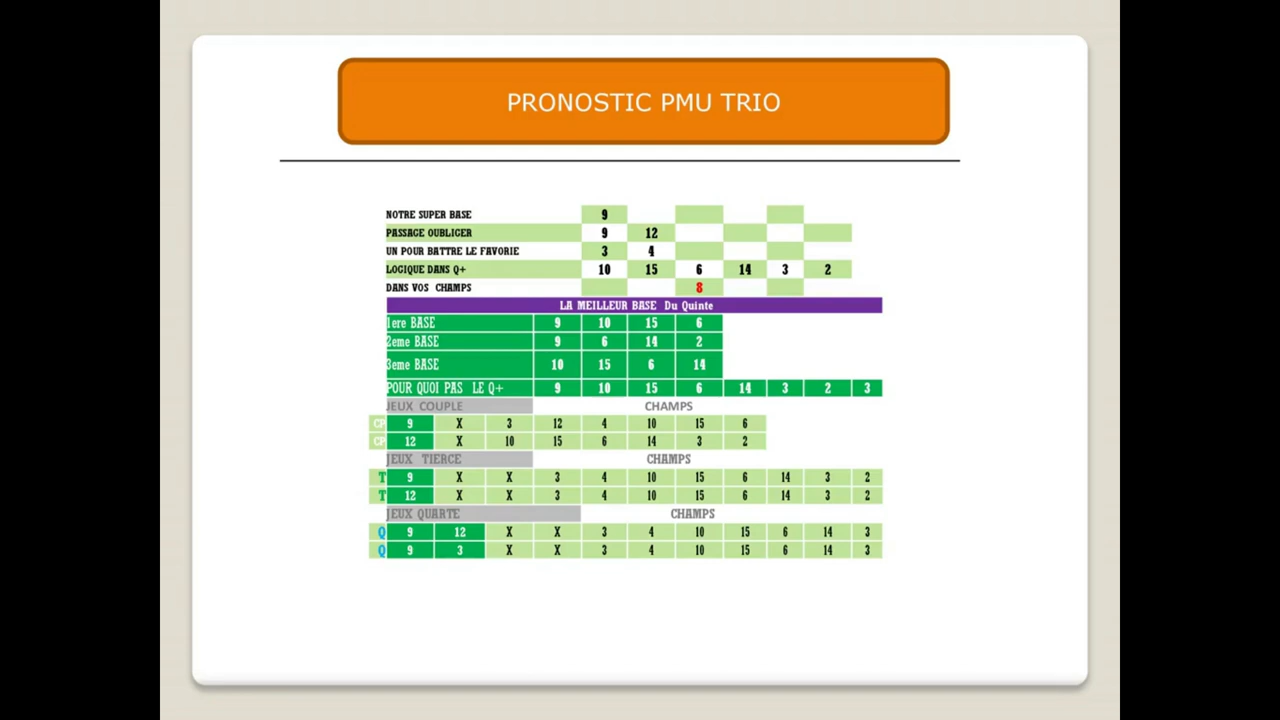 PRONOSTIC PMU TRIO
NOTRE SUPER BASE 9
PASSAGE OUBLIGER 9 12
UN POUR BATTRE LE FAVORIE 3 4
LOGIQUE DANS Q+ 10 15 6 14 3 2
DANS VOS CHAMPS 8
LA MEILLEUR BASE Du Quinte
1ere BASE 9 10 15 6
2eme BASE 9 6 14 2
3eme BASE 10 15 6 14
POUR QUOI PAS LE Q+ 9 10 15 6 14 3 2 3
JEUX COUPLE CHAMPS
CP 9 X 3 12 4 10 15 6
CP 12 X 10 15 6 14 3 2
JEUX TIERCE CHAMPS
T 9 X X 3 4 10 15 6 14 3 2
T 12 X X 3 4 10 15 6 14 3 2
JEUX QUARTE CHAMPS
Q 9 12 X X 3 4 10 15 6 14 3
Q 9 3 X X 3 4 10 15 6 14 3